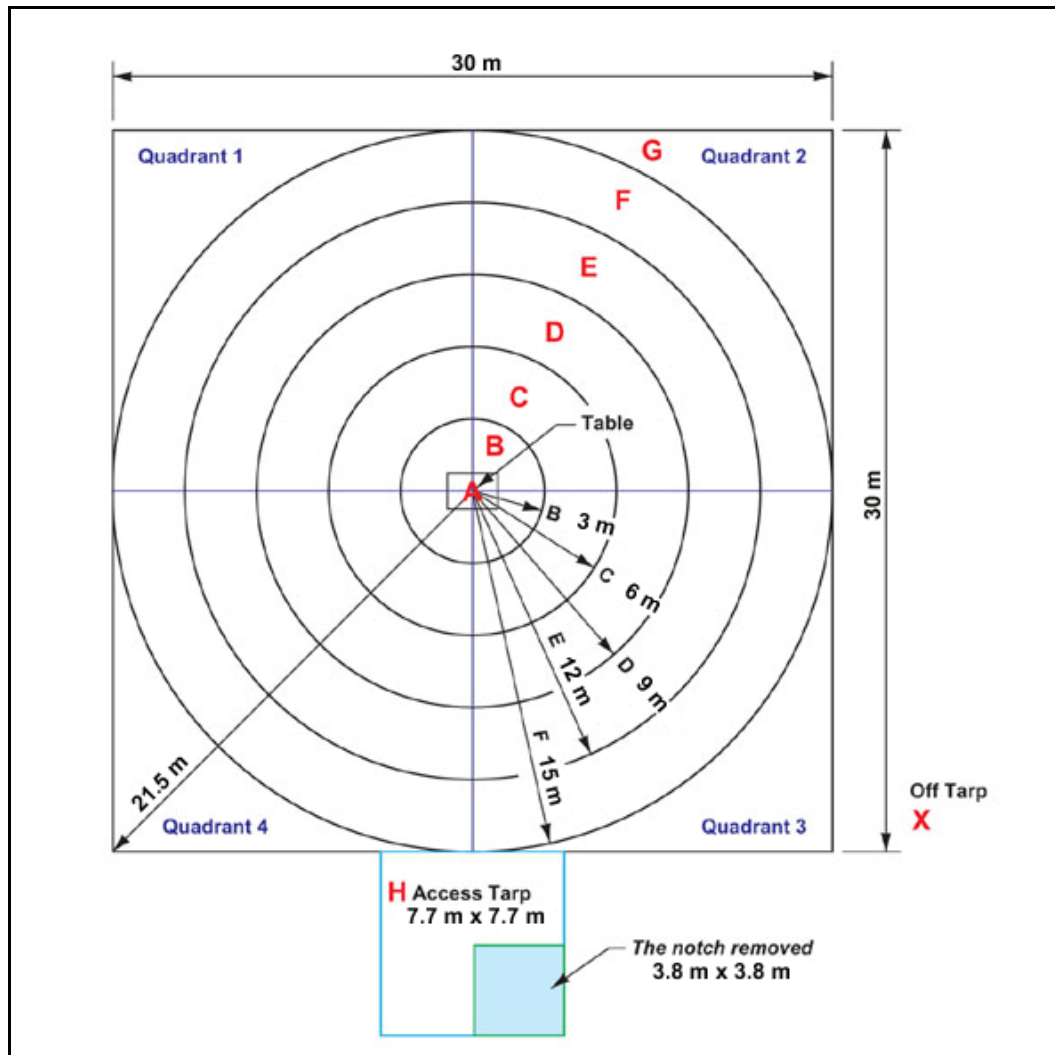 30 m
Quadrant 1
G
Quadrant 2
F
E
D
C
Table
B
A
30 m
B 3 m
C 6 m
D 9 m
E 12 m
F 15 m
21.5 m
Off Tarp
X
Quadrant 4
Quadrant 3
H Access Tarp
7.7 m x 7.7 m
The notch removed
3.8 m x 3.8 m